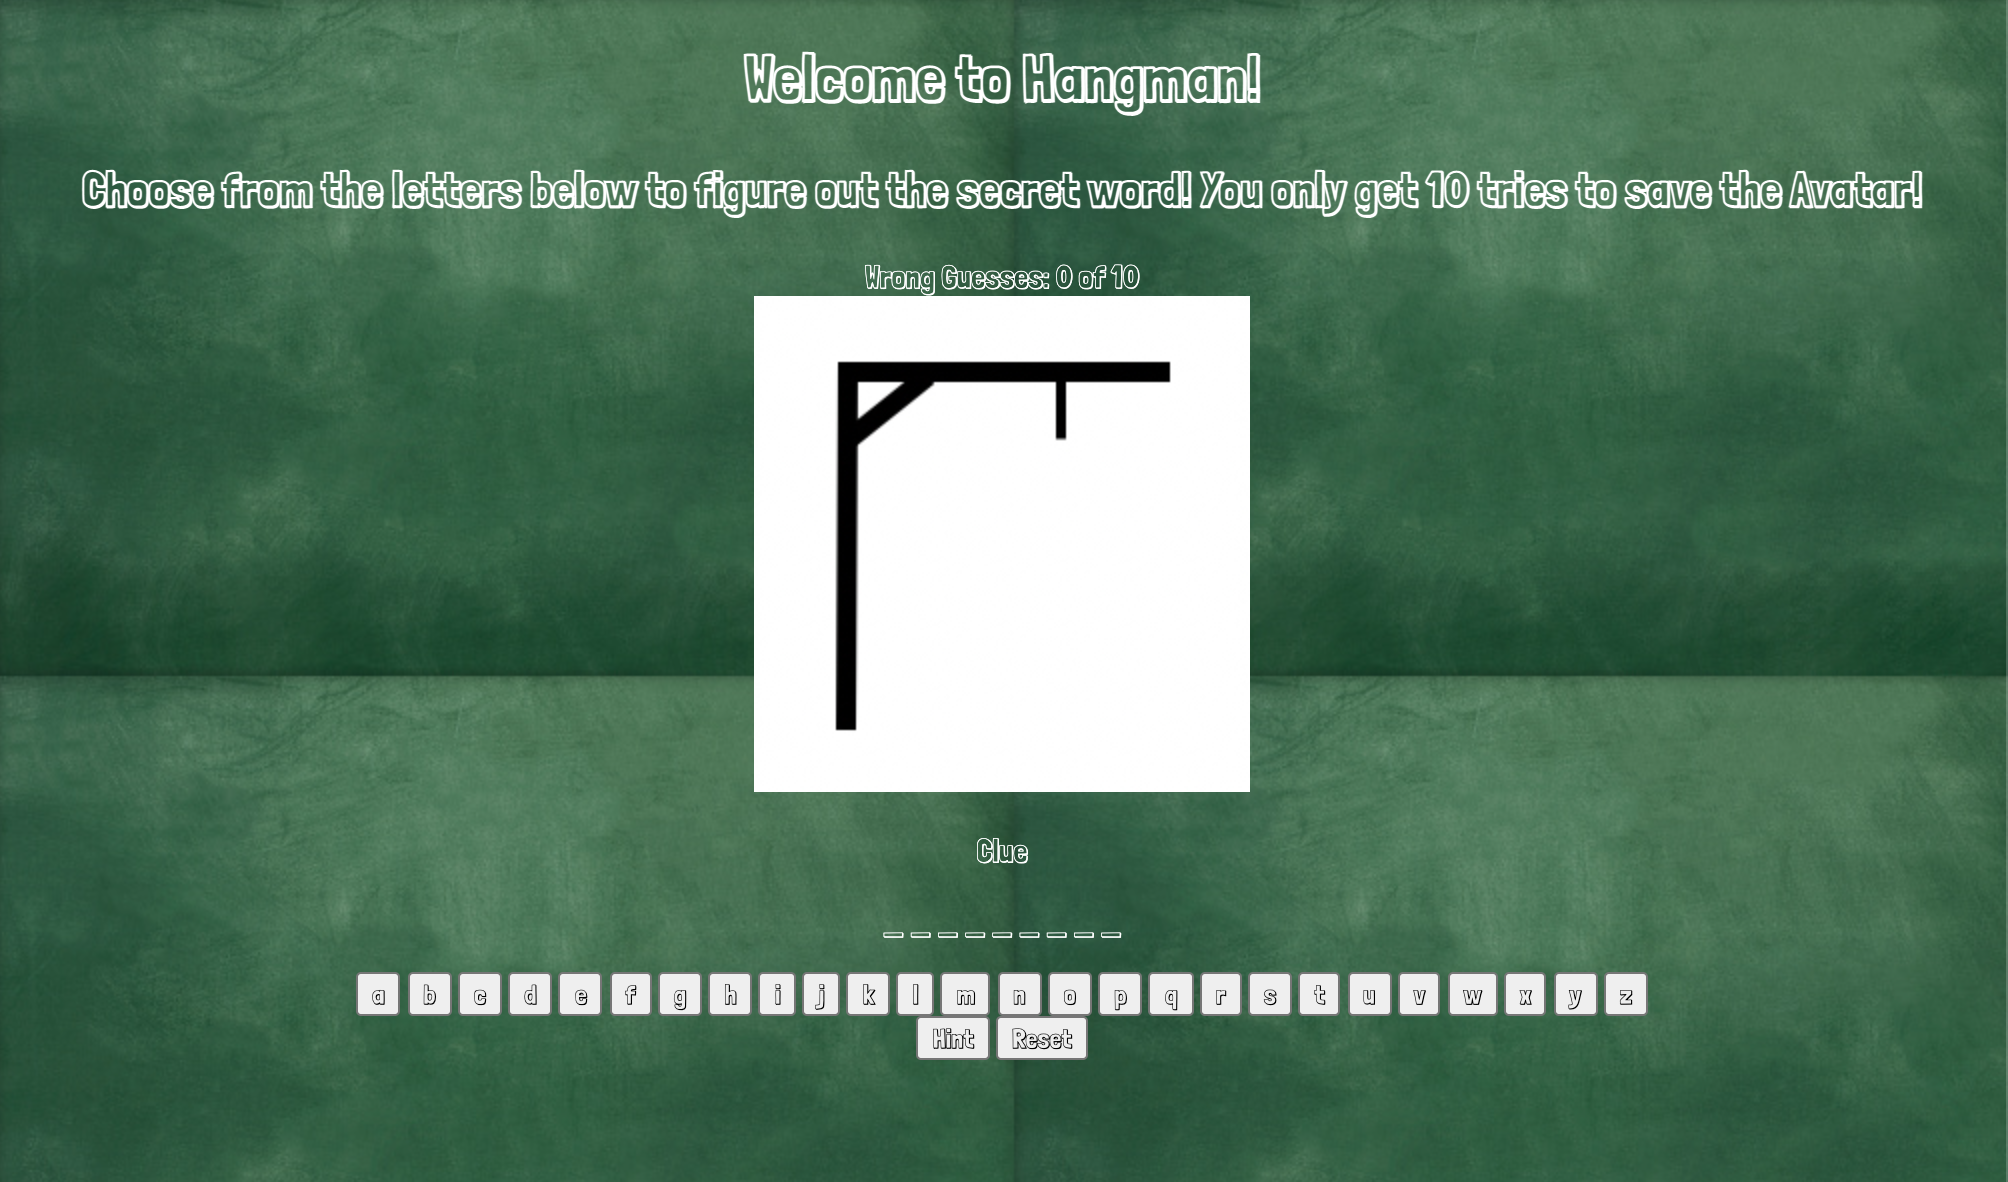 Welcome to Hangman!
Choose from the letters below to figure out the secret word! You only get 10 tries to save the Avatar!
Wrong Guesses: 0 of 10
Clue
_ _ _ _ _ _ _ _ _
a b c d e f g h i j k l m n o p q r s t u v w x y z
Hint Reset